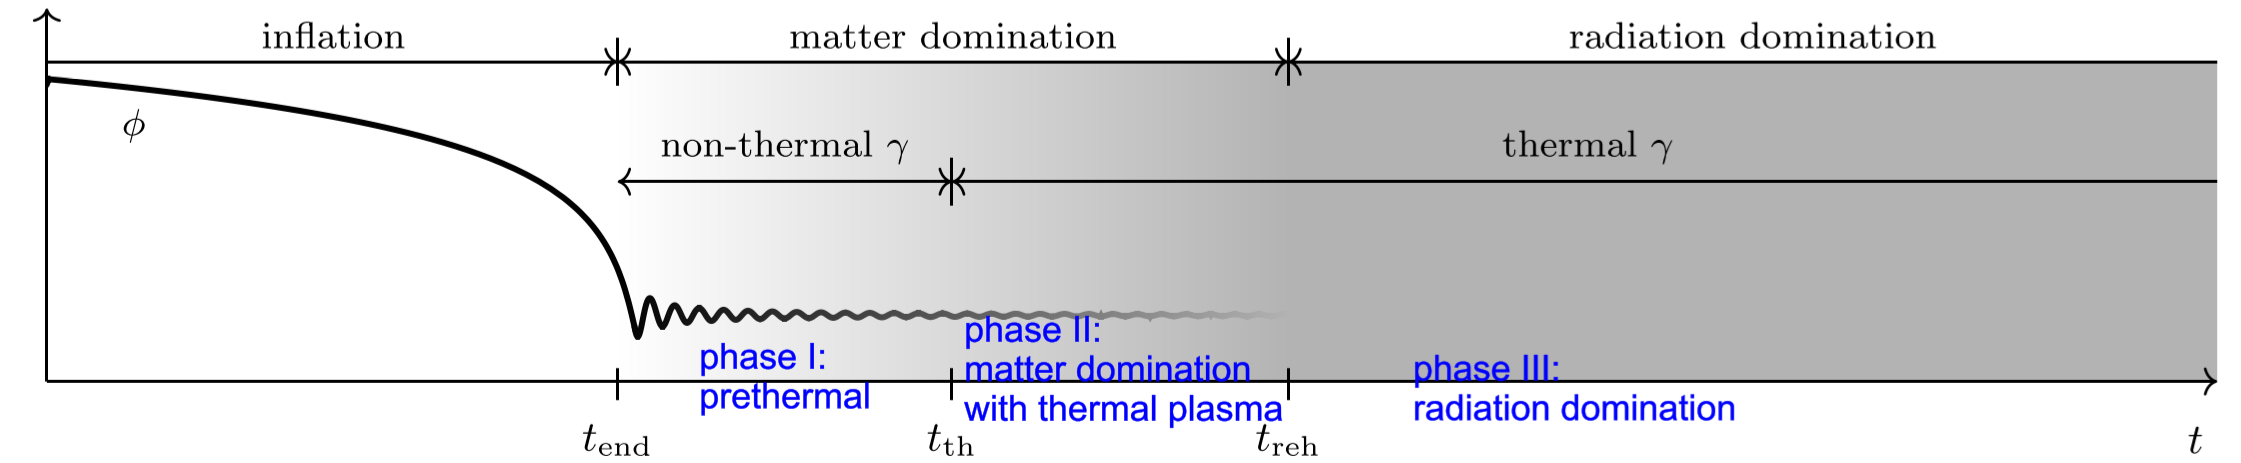 inflation
matter domination
radiation domination
ϕ
non-thermal γ
thermal γ
phase I:
prethermal
phase II:
matter domination
with thermal plasma
phase III:
radiation domination
t_end
t_th
t_reh
t